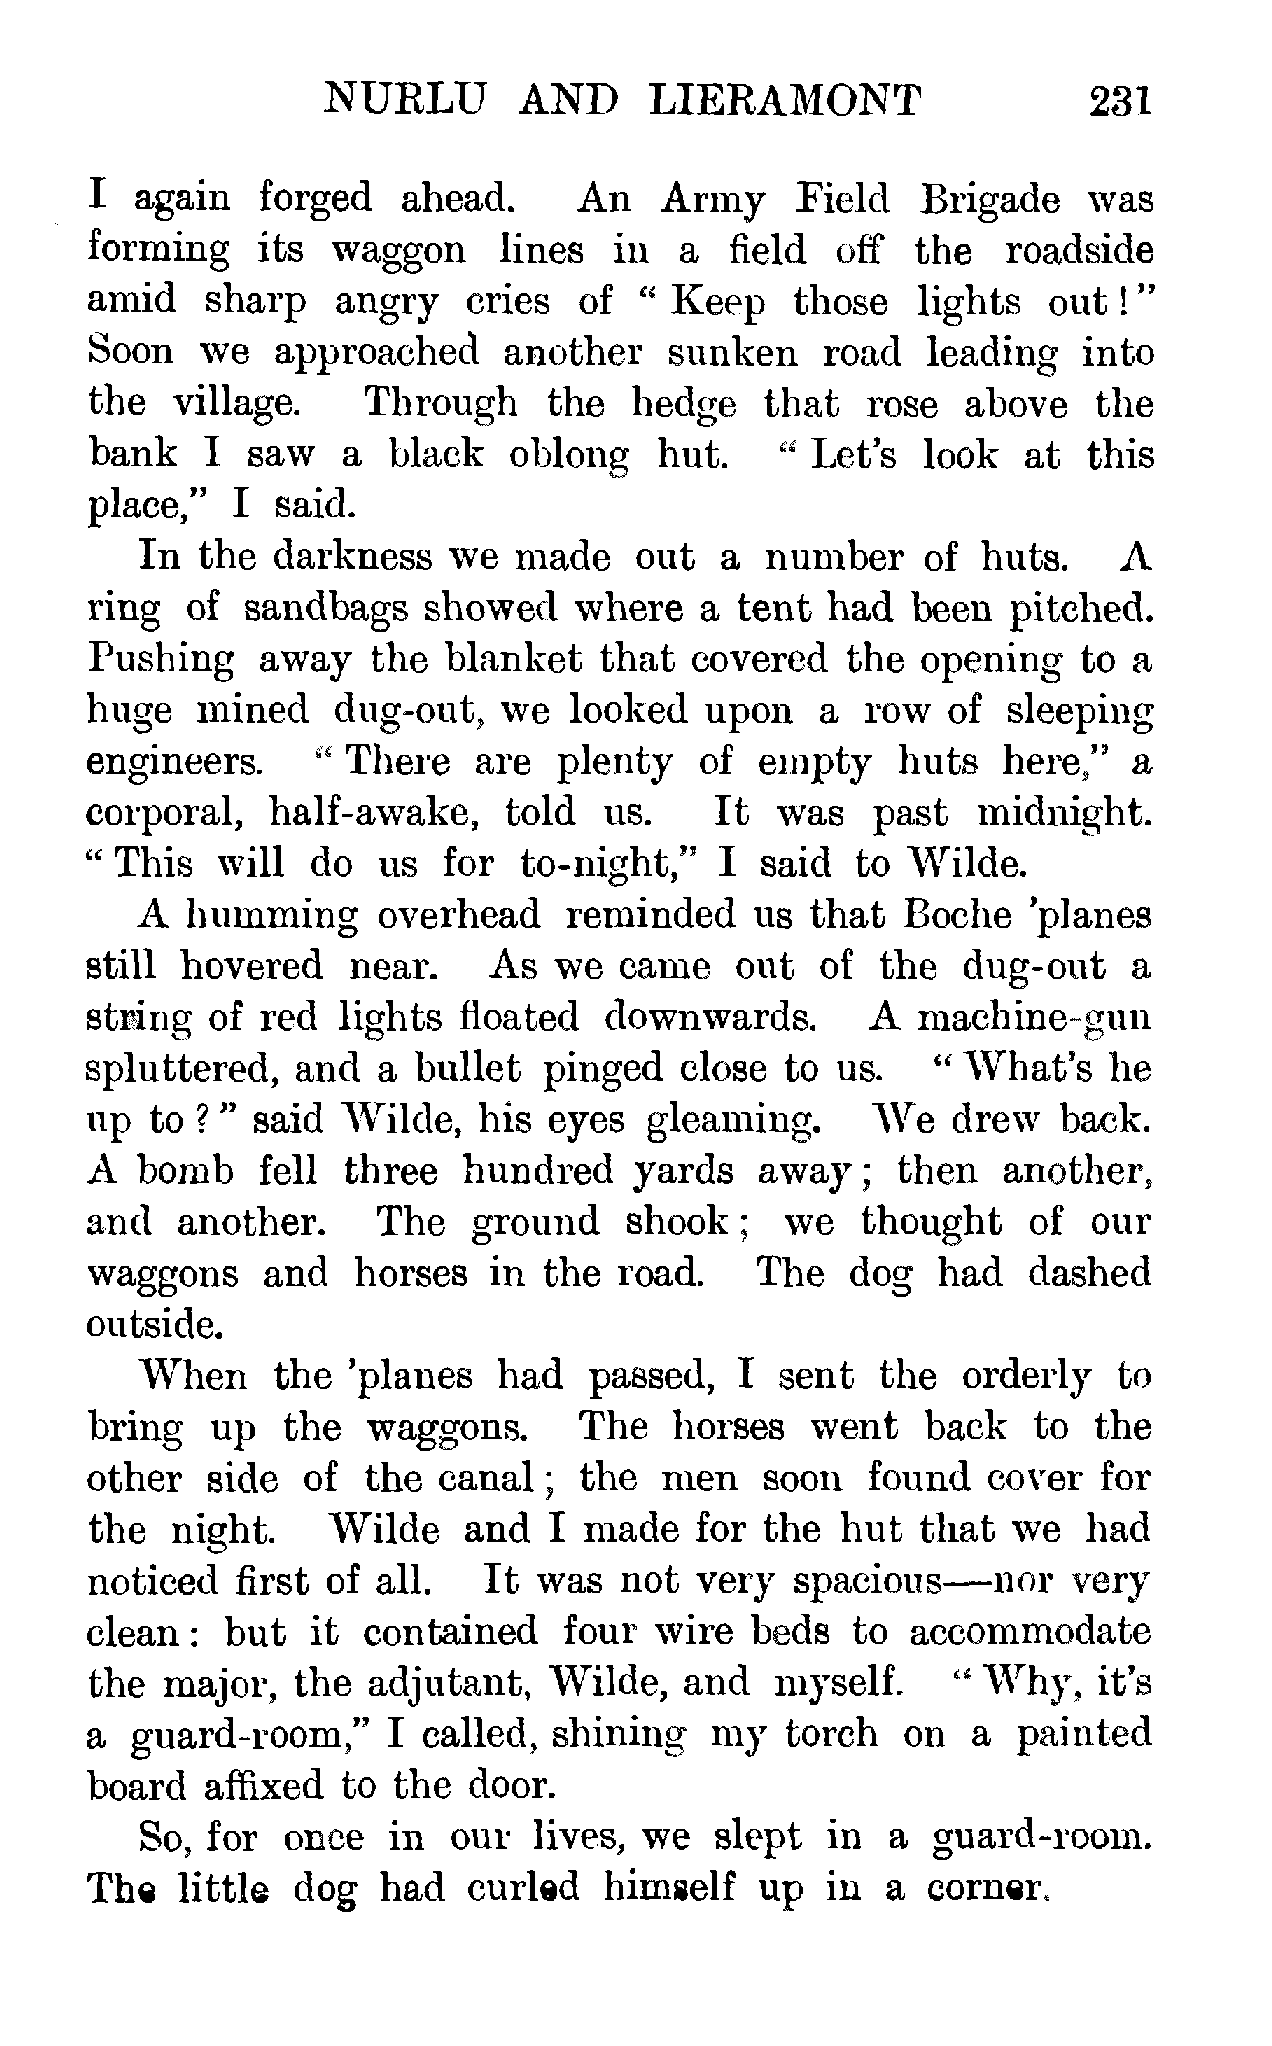 NURLU AND LIERAMONT 231
I again forged ahead. An Army Field Brigade was
forming its waggon lines in a field off the roadside
amid sharp angry cries of “ Keep those lights out ! ”
Soon we approached another sunken road leading into
the village. Through the hedge that rose above the
bank I saw a black oblong hut. “ Let’s look at this
place,” I said.
In the darkness we made out a number of huts. A
ring of sandbags showed where a tent had been pitched.
Pushing away the blanket that covered the opening to a
huge mined dug-out, we looked upon a row of sleeping
engineers. “ There are plenty of empty huts here,” a
corporal, half-awake, told us. It was past midnight.
“ This will do us for to-night,” I said to Wilde.
A humming overhead reminded us that Boche ’planes
still hovered near. As we came out of the dug-out a
string of red lights floated downwards. A machine-gun
spluttered, and a bullet pinged close to us. “ What’s he
up to ? ” said Wilde, his eyes gleaming. We drew back.
A bomb fell three hundred yards away ; then another,
and another. The ground shook ; we thought of our
waggons and horses in the road. The dog had dashed
outside.
When the ’planes had passed, I sent the orderly to
bring up the waggons. The horses went back to the
other side of the canal ; the men soon found cover for
the night. Wilde and I made for the hut that we had
noticed first of all. It was not very spacious—nor very
clean : but it contained four wire beds to accommodate
the major, the adjutant, Wilde, and myself. “ Why, it’s
a guard-room,” I called, shining my torch on a painted
board affixed to the door.
So, for once in our lives, we slept in a guard-room.
The little dog had curled himself up in a corner.